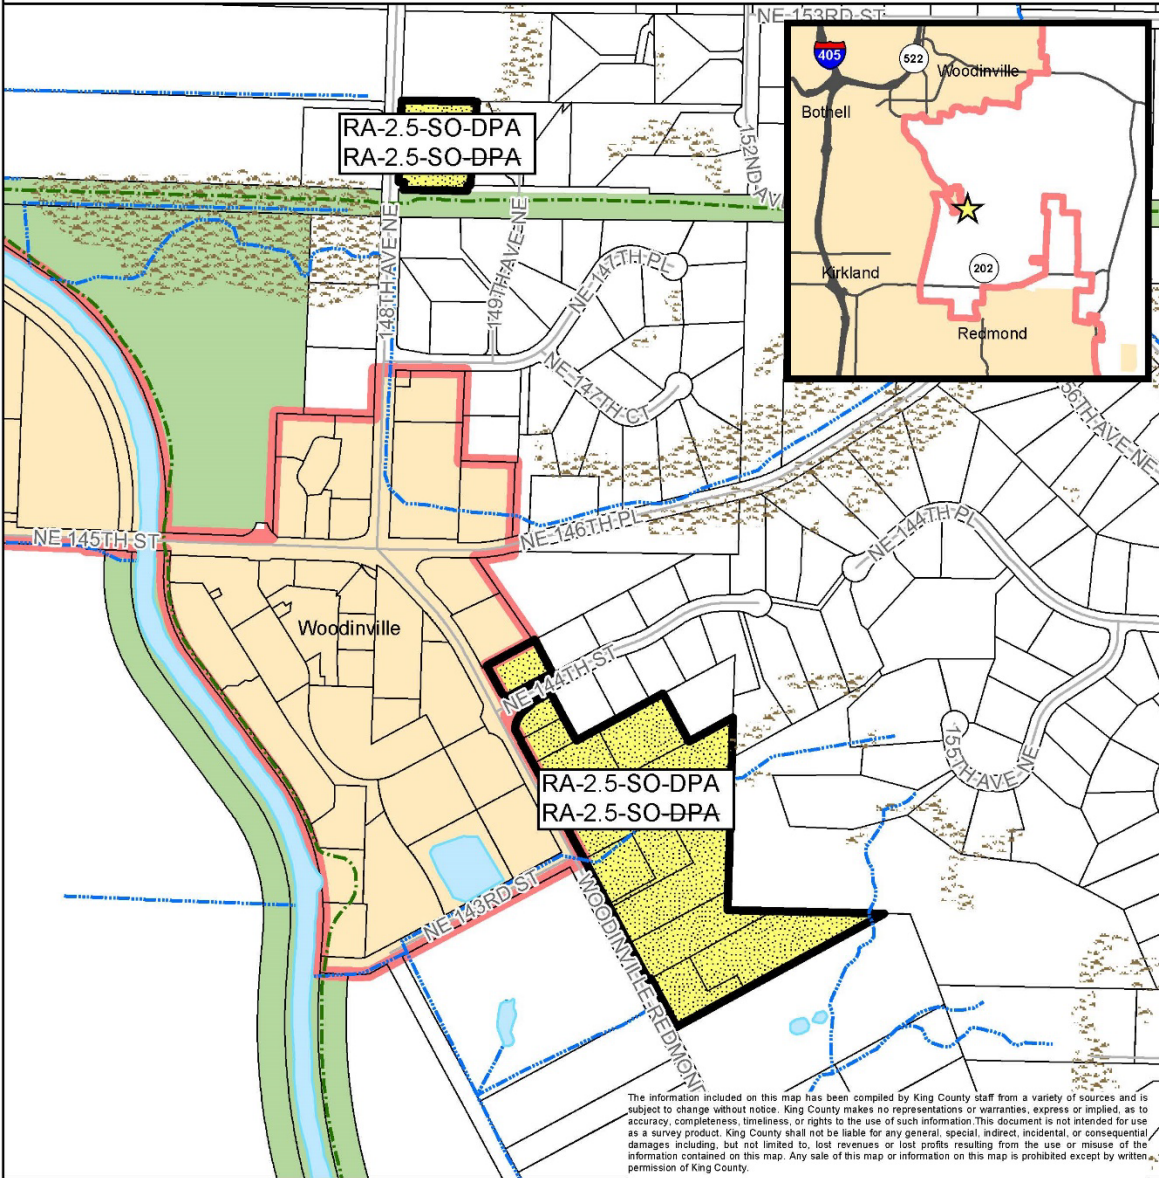 NE 153RD ST
405
522
Woodinville
Bothell
Kirkland
202
Redmond
RA-2.5-SO-DPA
RA-2.5-SO-DPA
152ND AV
148TH AVE NE
149TH AVE NE
NE 147TH PL
NE 147TH CT
156TH AVE NE
NE 145TH ST
NE 146TH PL
NE 144TH PL
Woodinville
NE 144TH ST
155TH AVE NE
RA-2.5-SO-DPA
RA-2.5-SO-DPA
NE 143RD ST
WOODINVILLE-REDMOND
The information included on this map has been compiled by King County staff from a variety of sources and is
subject to change without notice. King County makes no representations or warranties, express or implied, as to
accuracy, completeness, timeliness, or rights to the use of such information.This document is not intended for use
as a survey product. King County shall not be liable for any general, special, indirect, incidental, or consequential
damages including, but not limited to, lost revenues or lost profits resulting from the use or misuse of the
information contained on this map. Any sale of this map or information on this map is prohibited except by written
permission of King County.